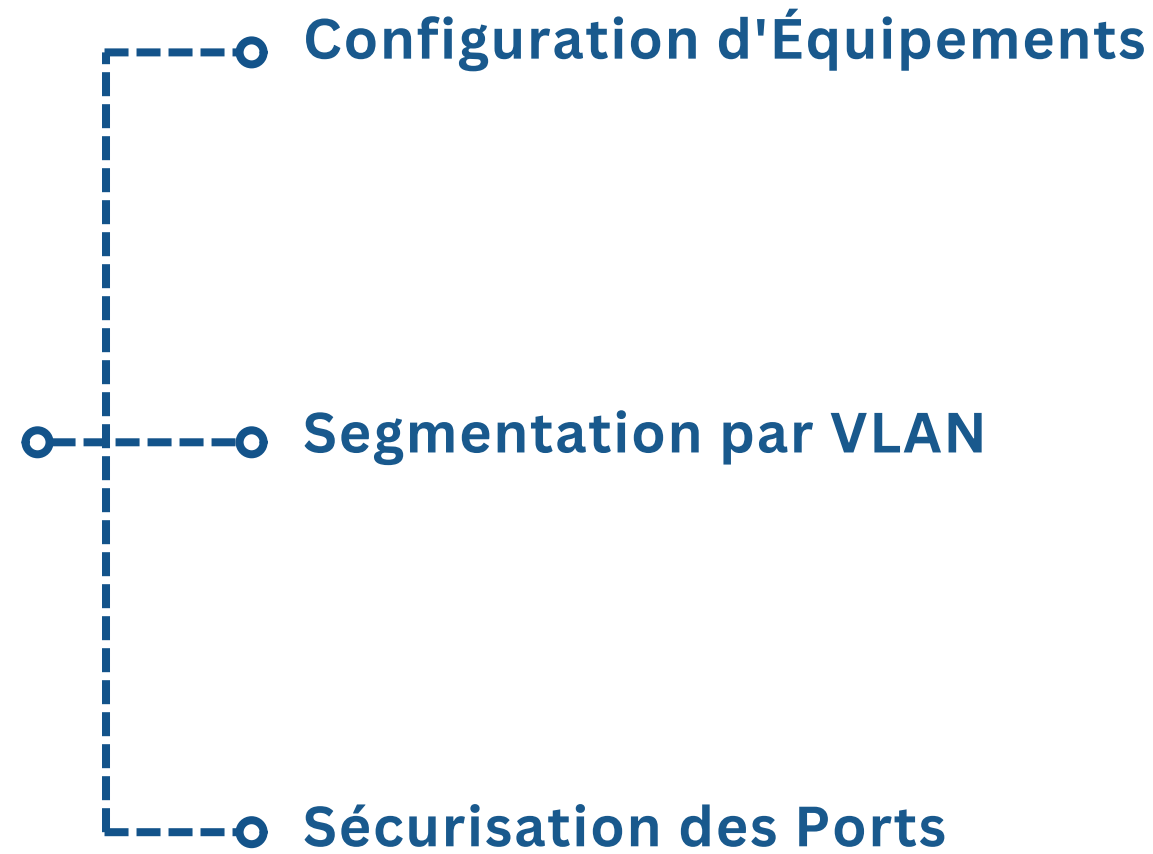 Configuration d'Équipements
Segmentation par VLAN
Sécurisation des Ports